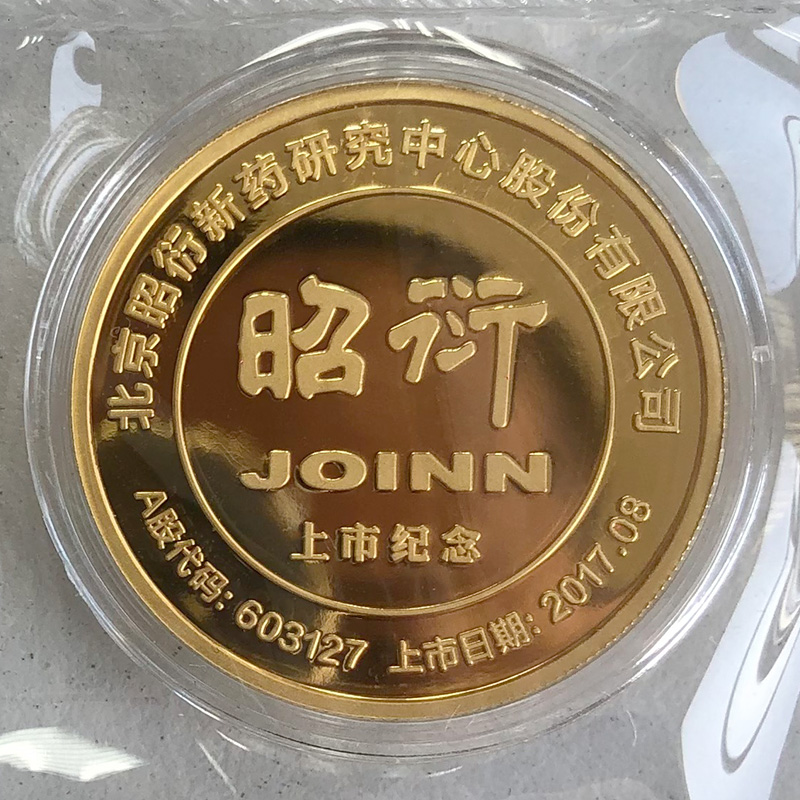 北京昭衍新药研究中心股份有限公司
昭衍
JOINN
上市纪念
A股代码: 603127 上市日期: 2017.08